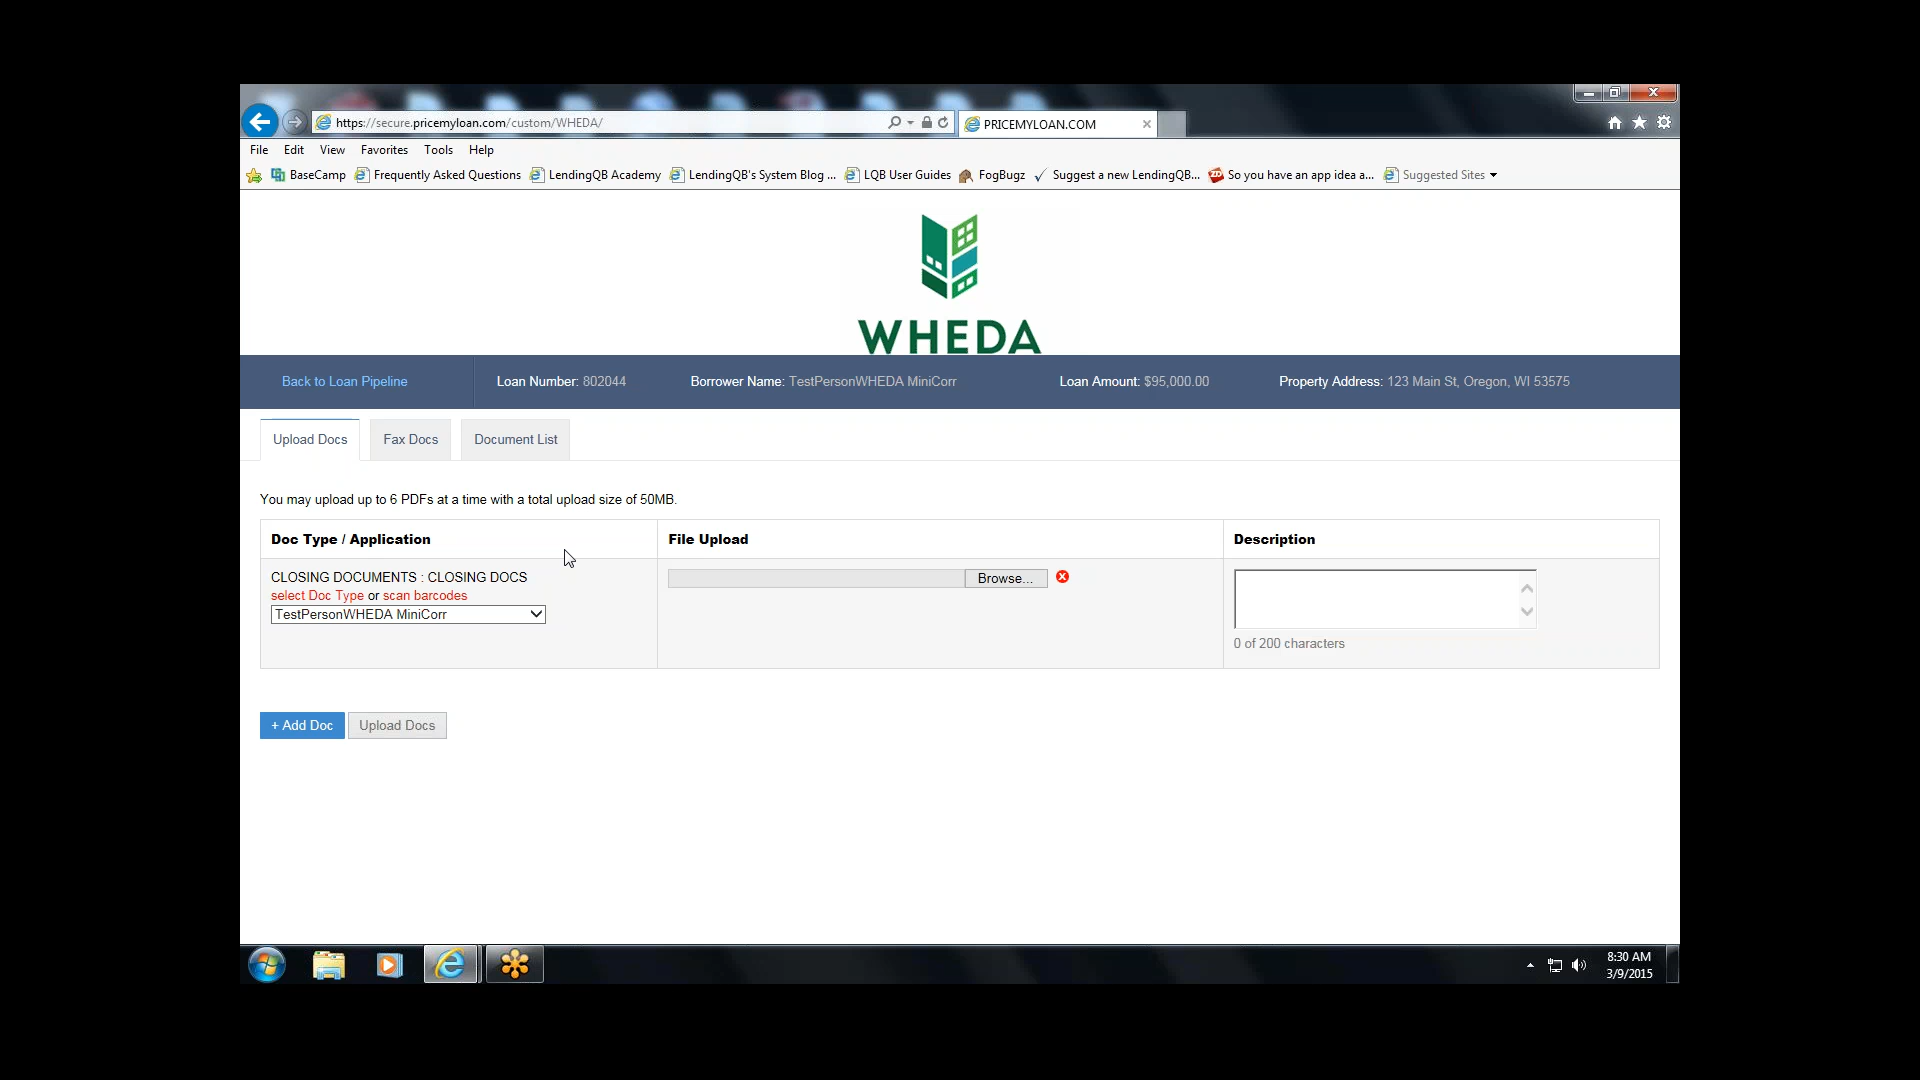 https://secure.pricemyloan.com/custom/WHEDA/
PRICEMYLOAN.COM
File Edit View Favorites Tools Help
BaseCamp Frequently Asked Questions LendingQB Academy LendingQB's System Blog ... LQB User Guides FogBugz Suggest a new LendingQB... So you have an app idea a... Suggested Sites
WHEDA
Back to Loan Pipeline Loan Number: 802044 Borrower Name: TestPersonWHEDA MiniCorr Loan Amount: $95,000.00 Property Address: 123 Main St, Oregon, WI 53575
Upload Docs Fax Docs Document List
You may upload up to 6 PDFs at a time with a total upload size of 50MB.
Doc Type / Application File Upload Description
CLOSING DOCUMENTS : CLOSING DOCS
Browse...
select Doc Type or scan barcodes
TestPersonWHEDA MiniCorr
0 of 200 characters
+ Add Doc Upload Docs
8:30 AM
3/9/2015